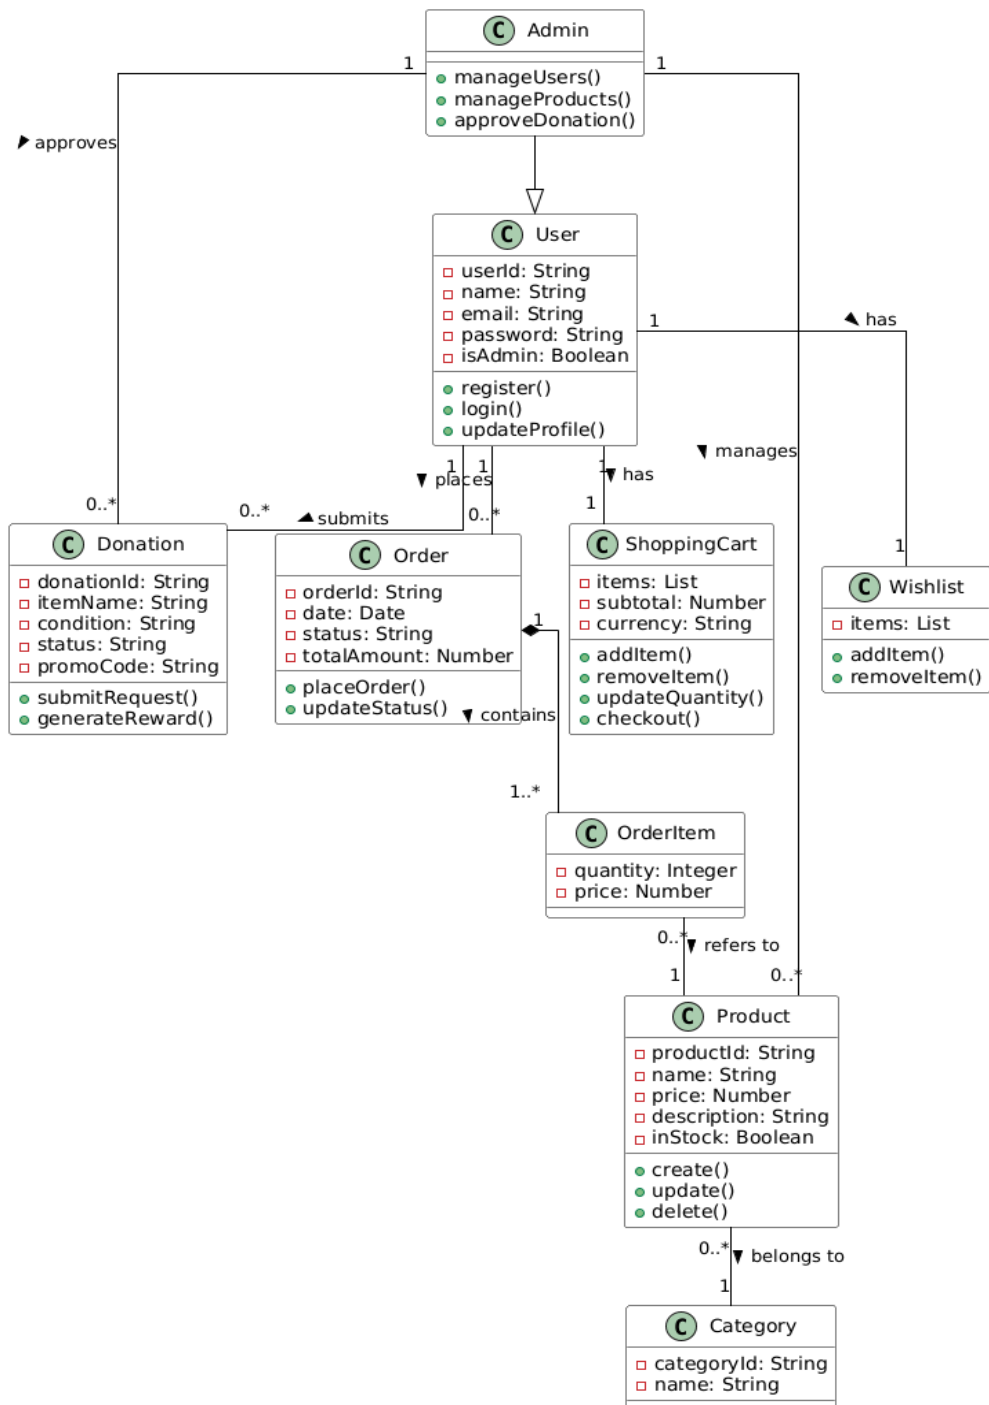 C Admin
manageUsers()
manageProducts()
approveDonation()
1
1
approves
C User
userId: String
name: String
email: String
password: String
isAdmin: Boolean
register()
login()
updateProfile()
1
has
manages
1
1
1
places
has
0..*
0..*
submits
0..*
1
1
C Donation
donationId: String
itemName: String
condition: String
status: String
promoCode: String
submitRequest()
generateReward()
C Order
orderId: String
date: Date
status: String
totalAmount: Number
placeOrder()
updateStatus()
1
contains
1..*
C ShoppingCart
items: List
subtotal: Number
currency: String
addItem()
removeItem()
updateQuantity()
checkout()
C Wishlist
items: List
addItem()
removeItem()
C OrderItem
quantity: Integer
price: Number
0..*
refers to
1
0..*
C Product
productId: String
name: String
price: Number
description: String
inStock: Boolean
create()
update()
delete()
0..*
belongs to
1
C Category
categoryId: String
name: String